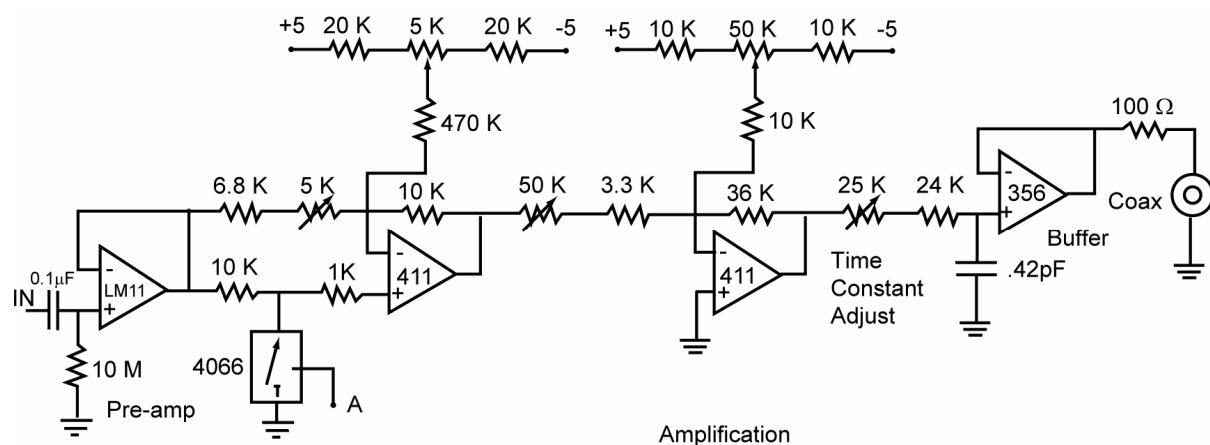 +5 20 K 5 K 20 K -5
+5 10 K 50 K 10 K -5
470 K
10 K
100 Ω
6.8 K 5 K 10 K 50 K 3.3 K 36 K 25 K 24 K
-
356
+
Coax
Buffer
0.1µF
IN
-
LM11
+
10 K 1K
-
411
+
-
411
+
Time
Constant
Adjust
.42pF
10 M
4066
A
Pre-amp
Amplification